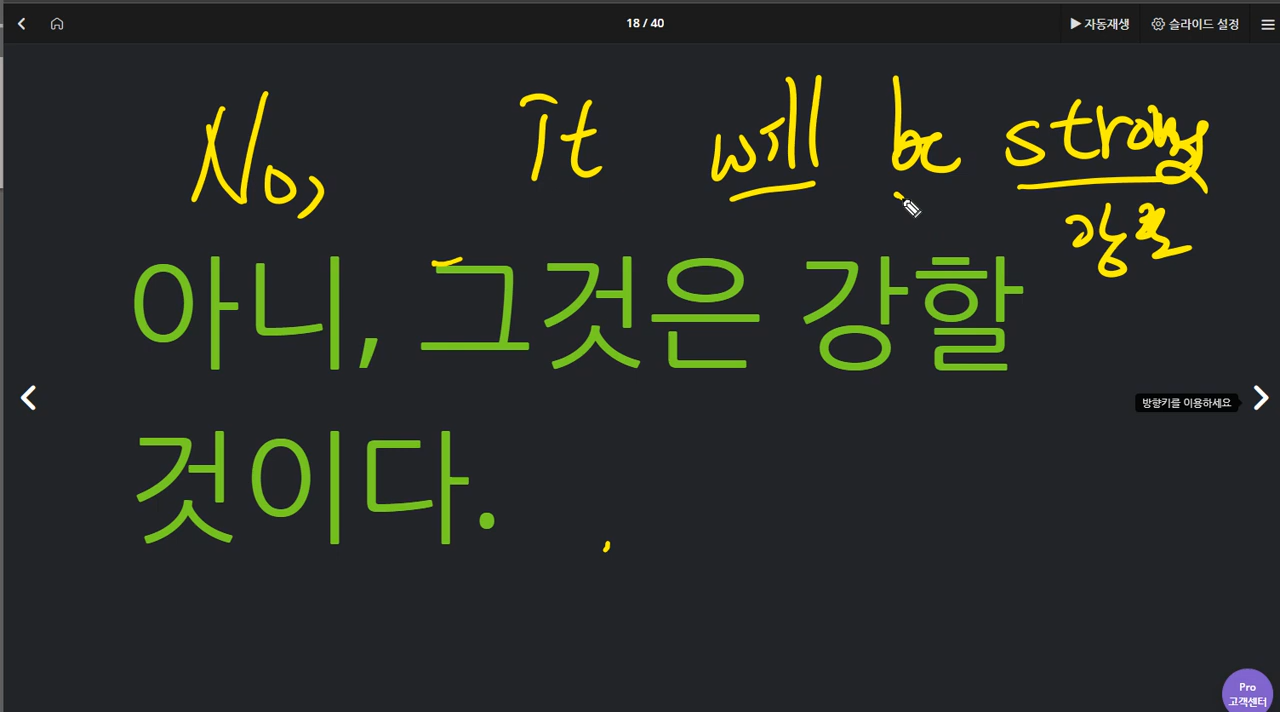 18 / 40
▶ 자동재생
슬라이드 설정
No, it will be strong
아니, 그것은 강할
것이다.
방향키를 이용하세요
Pro
고객센터